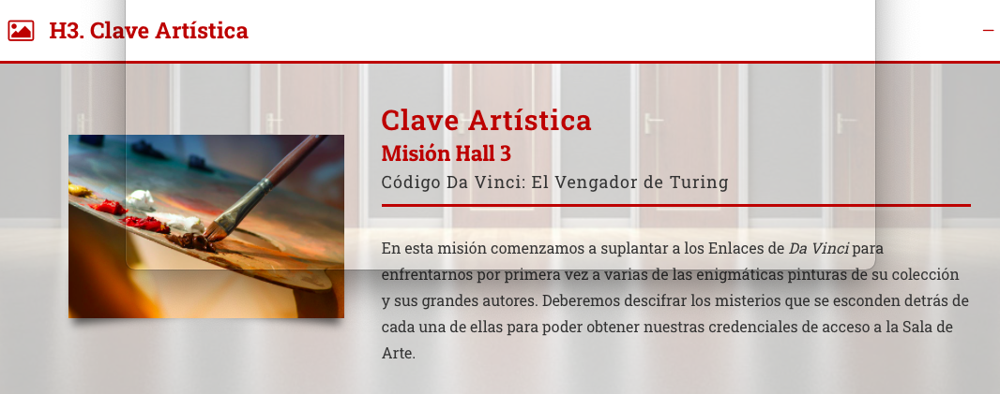 H3. Clave Artística
Clave Artística
Misión Hall 3
Código Da Vinci: El Vengador de Turing
En esta misión comenzamos a suplantar a los Enlaces de Da Vinci para
enfrentarnos por primera vez a varias de las enigmáticas pinturas de su colección
y sus grandes autores. Deberemos descifrar los misterios que se esconden detrás de
cada una de ellas para poder obtener nuestras credenciales de acceso a la Sala de
Arte.